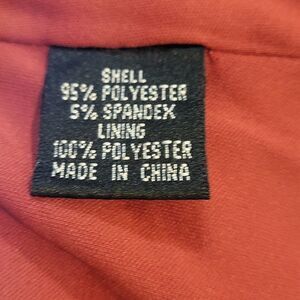 SHELL
95% POLYESTER
5% SPANDEX
LINING
100% POLYESTER
MADE IN CHINA